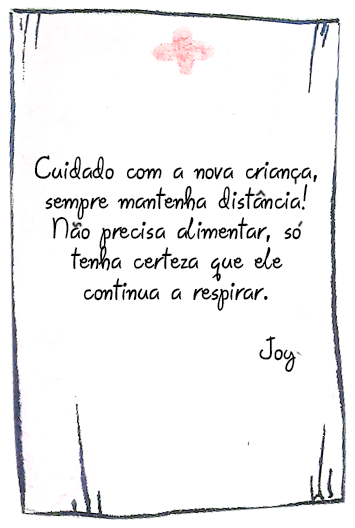 Cuidado com a nova criança,
sempre mantenha distância!
Não precisa alimentar, só
tenha certeza que ele
continua a respirar.
Joy